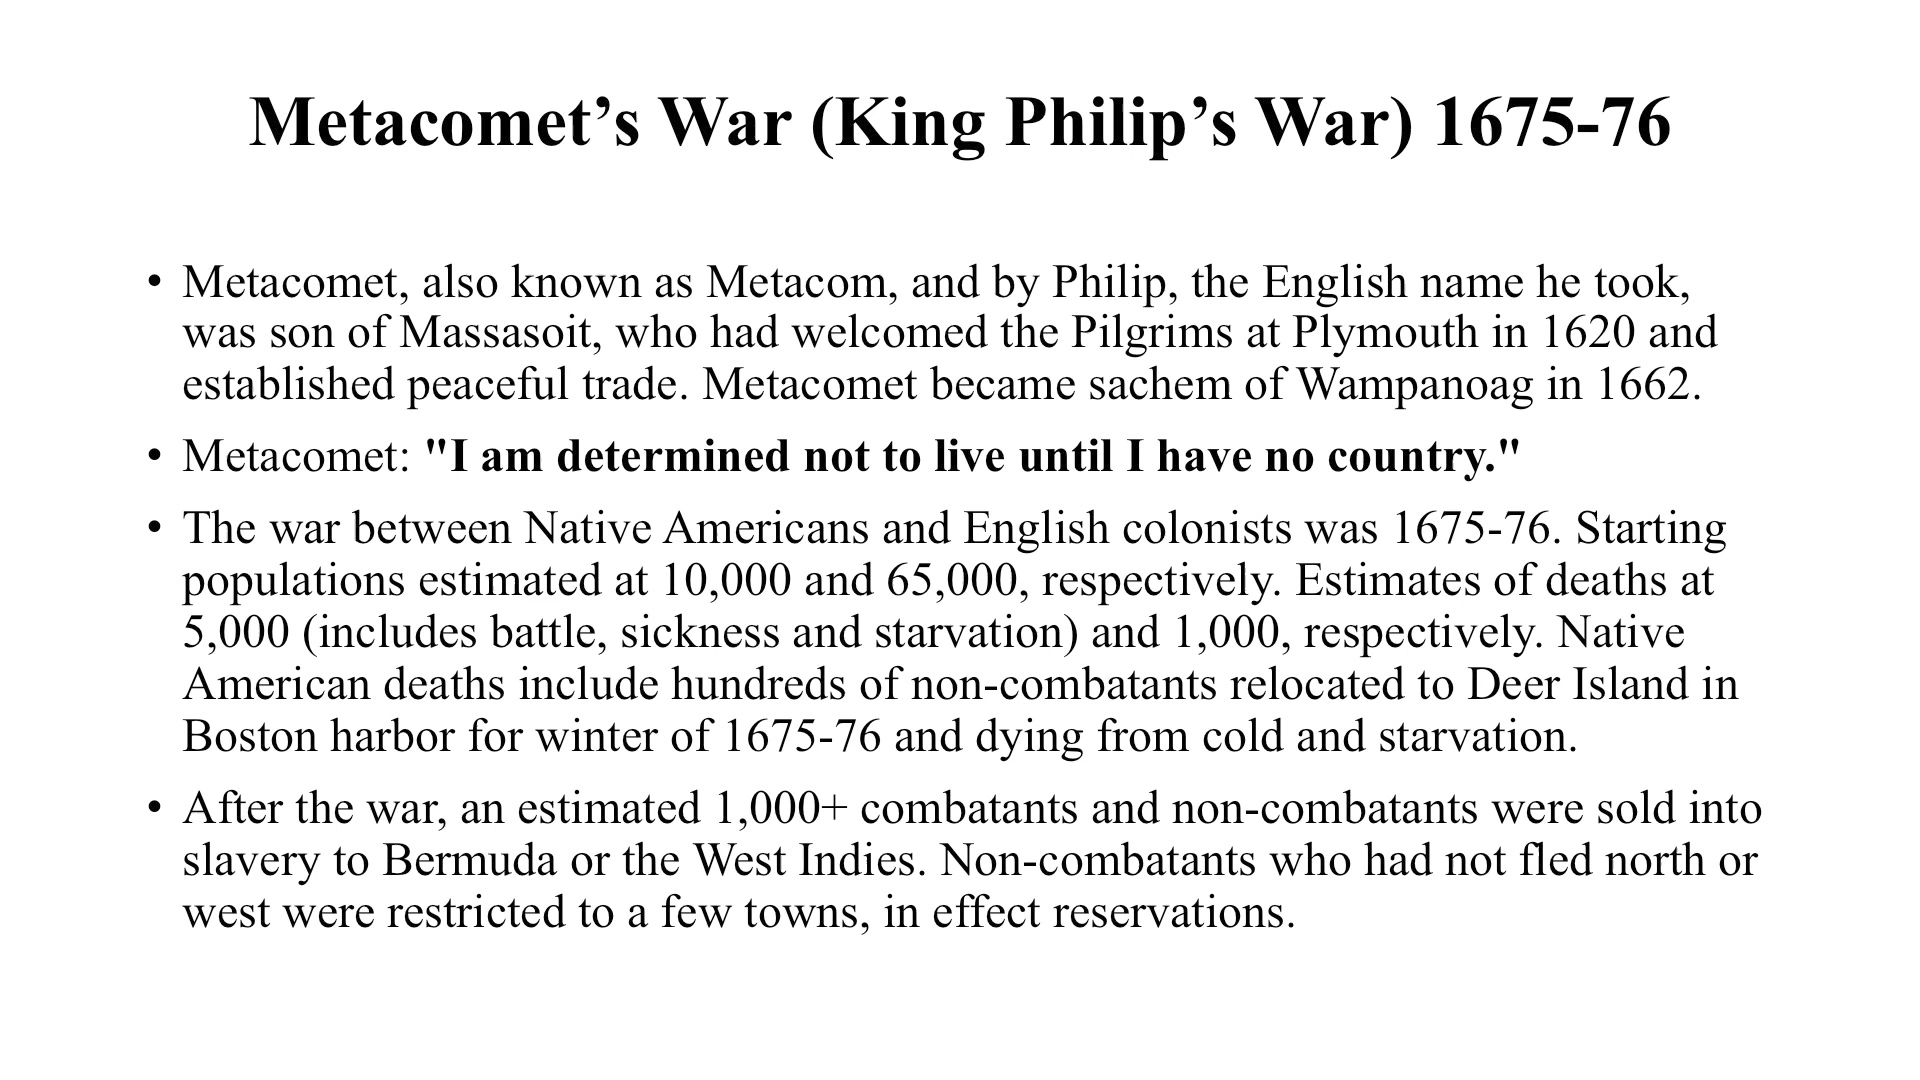 Metacomet’s War (King Philip’s War) 1675-76
• Metacomet, also known as Metacom, and by Philip, the English name he took,
was son of Massasoit, who had welcomed the Pilgrims at Plymouth in 1620 and
established peaceful trade. Metacomet became sachem of Wampanoag in 1662.
• Metacomet: "I am determined not to live until I have no country."
• The war between Native Americans and English colonists was 1675-76. Starting
populations estimated at 10,000 and 65,000, respectively. Estimates of deaths at
5,000 (includes battle, sickness and starvation) and 1,000, respectively. Native
American deaths include hundreds of non-combatants relocated to Deer Island in
Boston harbor for winter of 1675-76 and dying from cold and starvation.
• After the war, an estimated 1,000+ combatants and non-combatants were sold into
slavery to Bermuda or the West Indies. Non-combatants who had not fled north or
west were restricted to a few towns, in effect reservations.